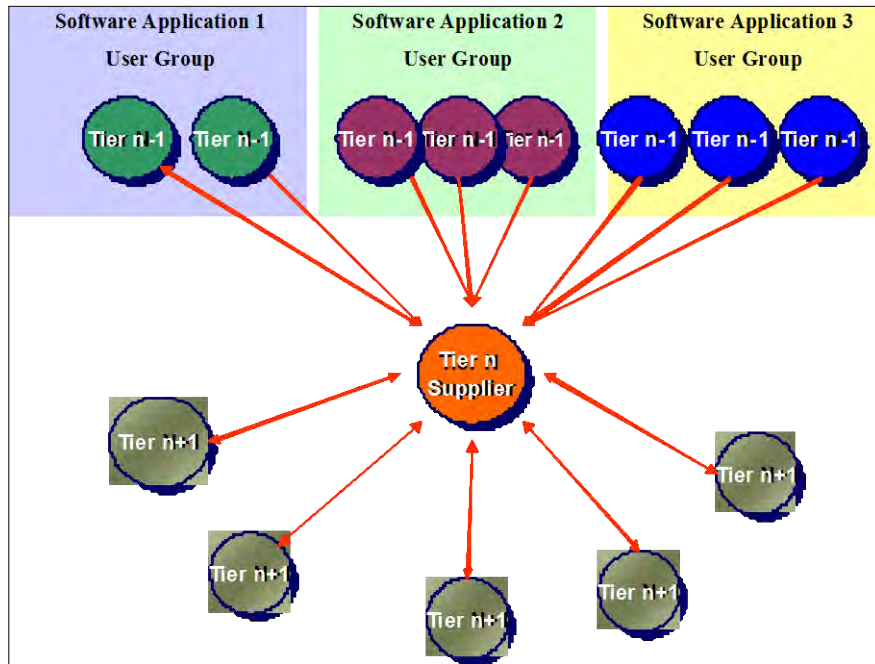 Software Application 1
User Group
Software Application 2
User Group
Software Application 3
User Group
Tier n-1
Tier n-1
Tier n-1
Tier n-1
Tier n-1
Tier n-1
Tier n-1
Tier n-1
Tier n
Supplier
Tier n+1
Tier n+1
Tier n+1
Tier n+1
Tier n+1